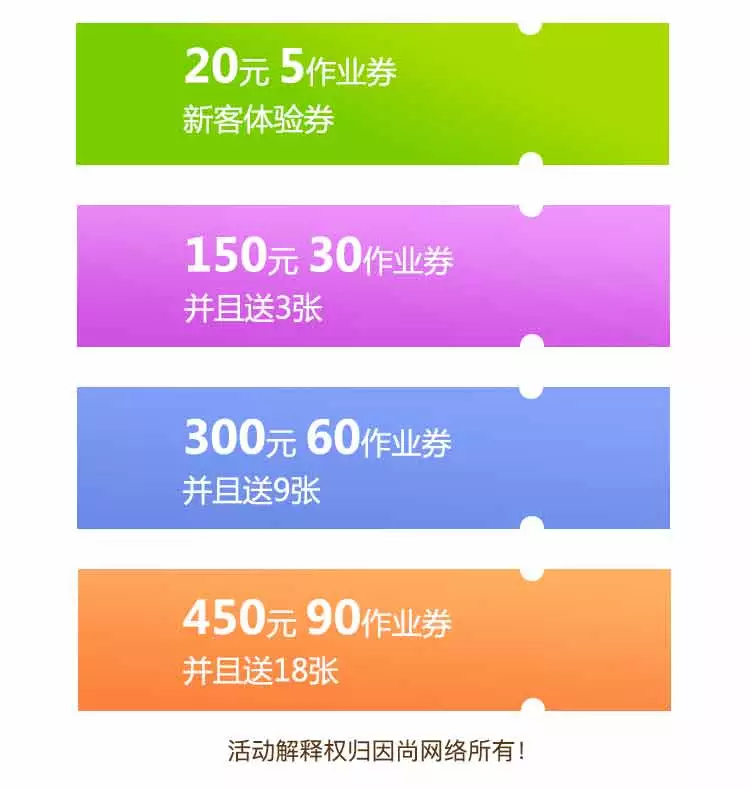 20元 5作业券
新客体验券
150元 30作业券
并且送3张
300元 60作业券
并且送9张
450元 90作业券
并且送18张
活动解释权归因尚网络所有!